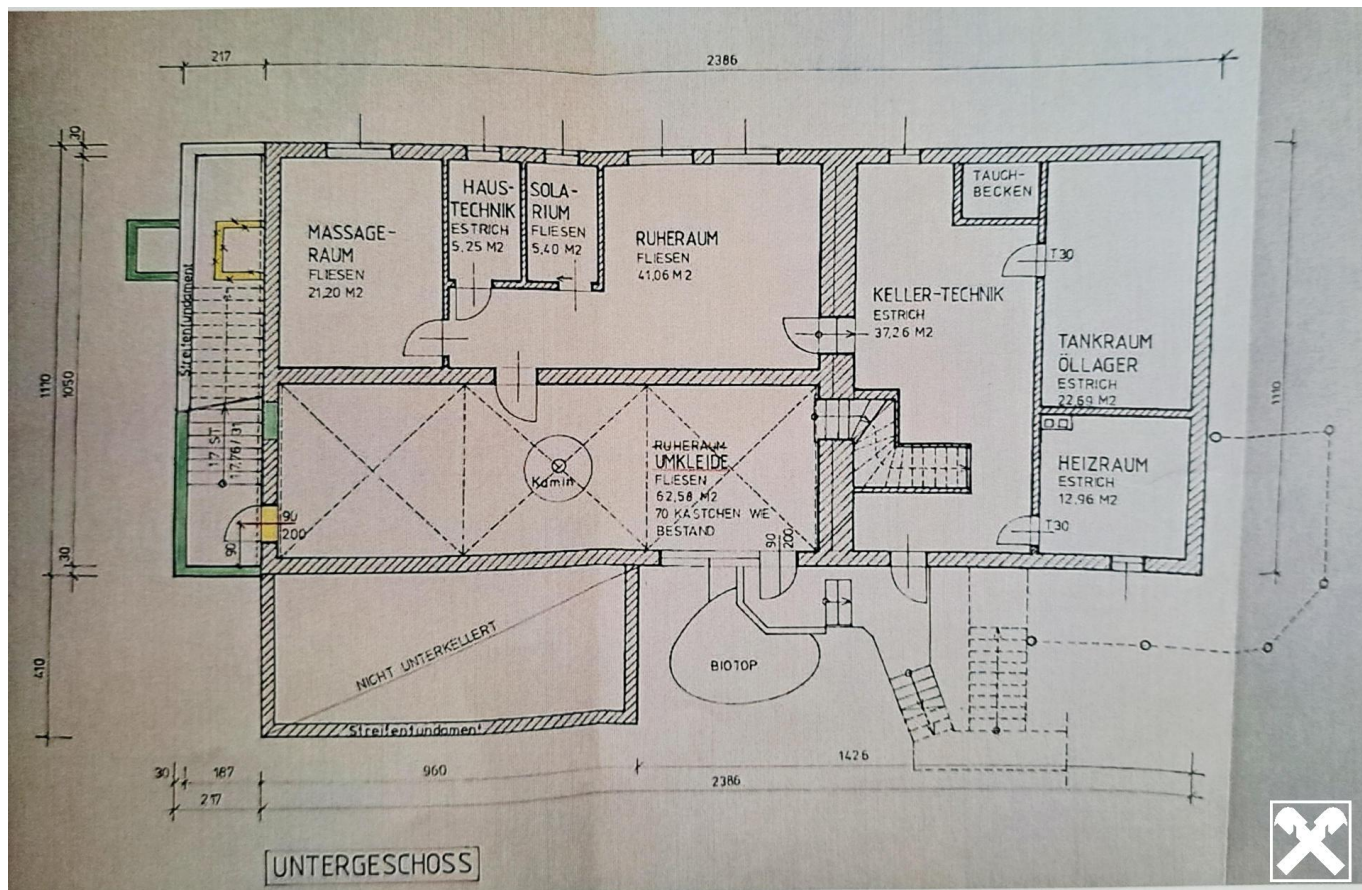 217
2386
30
1110
1050
30
410
1110
Streifenfundament
17 ST
17,76 / 31
90
200
90
MASSAGE-
RAUM
FLIESEN
21,20 M2
HAUS-
TECHNIK
ESTRICH
5,25 M2
SOLA-
RIUM
FLIESEN
5,40 M2
RUHERAUM
FLIESEN
41,06 M2
TAUCH-
BECKEN
T30
KELLER-TECHNIK
ESTRICH
37,26 M2
TANKRAUM
ÖLLAGER
ESTRICH
22,69 M2
HEIZRAUM
ESTRICH
12,96 M2
T30
Kamin
RUHERAUM
UMKLEIDE
FLIESEN
62,58 M2
70 KÄSTCHEN WE
BESTAND
90
200
NICHT UNTERKELLERT
Streifenfundament
BIOTOP
30
187
960
1426
2386
217
UNTERGESCHOSS